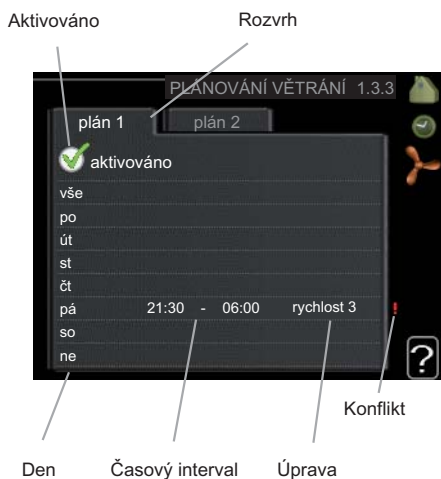 Aktivováno Rozvrh
PLÁNOVÁNÍ VĚTRÁNÍ 1.3.3
plán 1 plán 2
aktivováno
vše
po
út
st
čt
pá 21:30 - 06:00 rychlost 3 !
so
ne
?
Konflikt
Den Časový interval Úprava